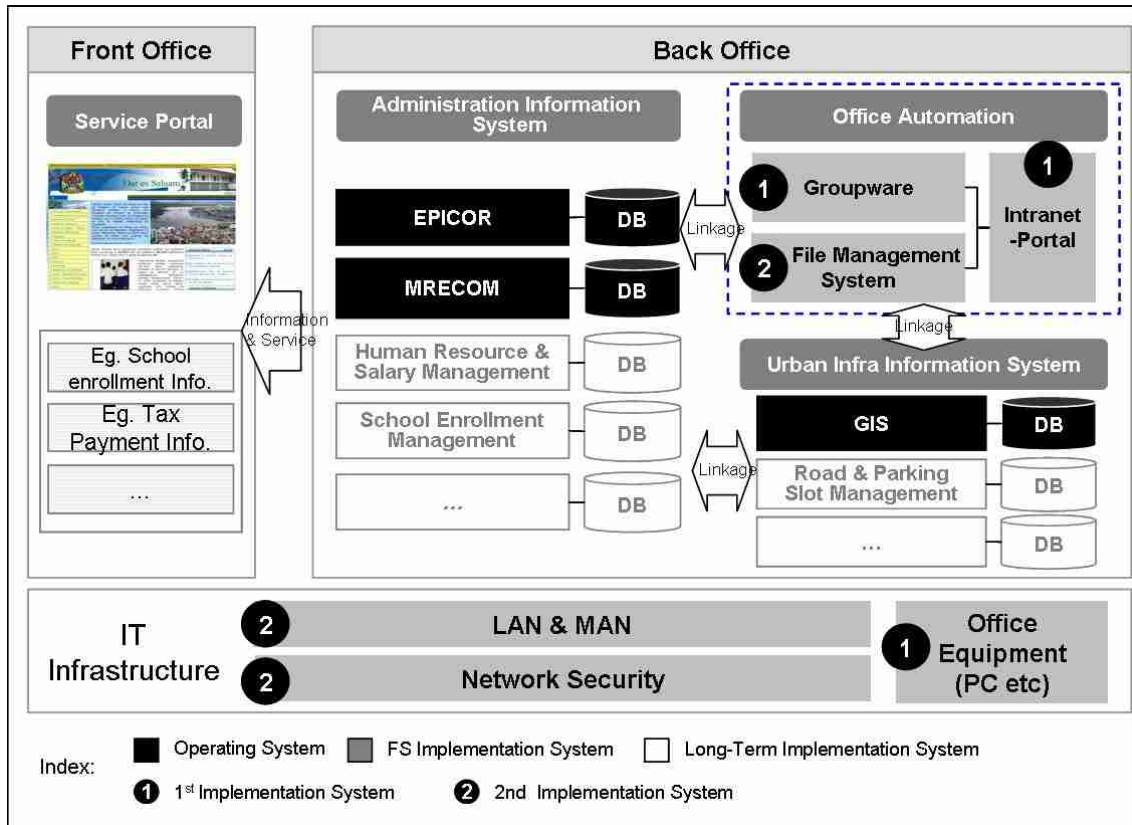 Front Office
Service Portal
Dar es Salaam
Eg. School
enrollment Info.
Eg. Tax
Payment Info.
...
Information
& Service
Back Office
Administration Information
System
EPICOR
DB
MRECOM
DB
Human Resource &
Salary Management
DB
School Enrollment
Management
DB
...
DB
Linkage
Linkage
Office Automation
1
Groupware
2
File Management
System
1
Intranet
-Portal
Linkage
Urban Infra Information System
GIS
DB
Road & Parking
Slot Management
DB
...
DB
IT
Infrastructure
2
LAN & MAN
2
Network Security
1
Office
Equipment
(PC etc)
Index:
Operating System
FS Implementation System
Long-Term Implementation System
1 1st Implementation System
2 2nd Implementation System